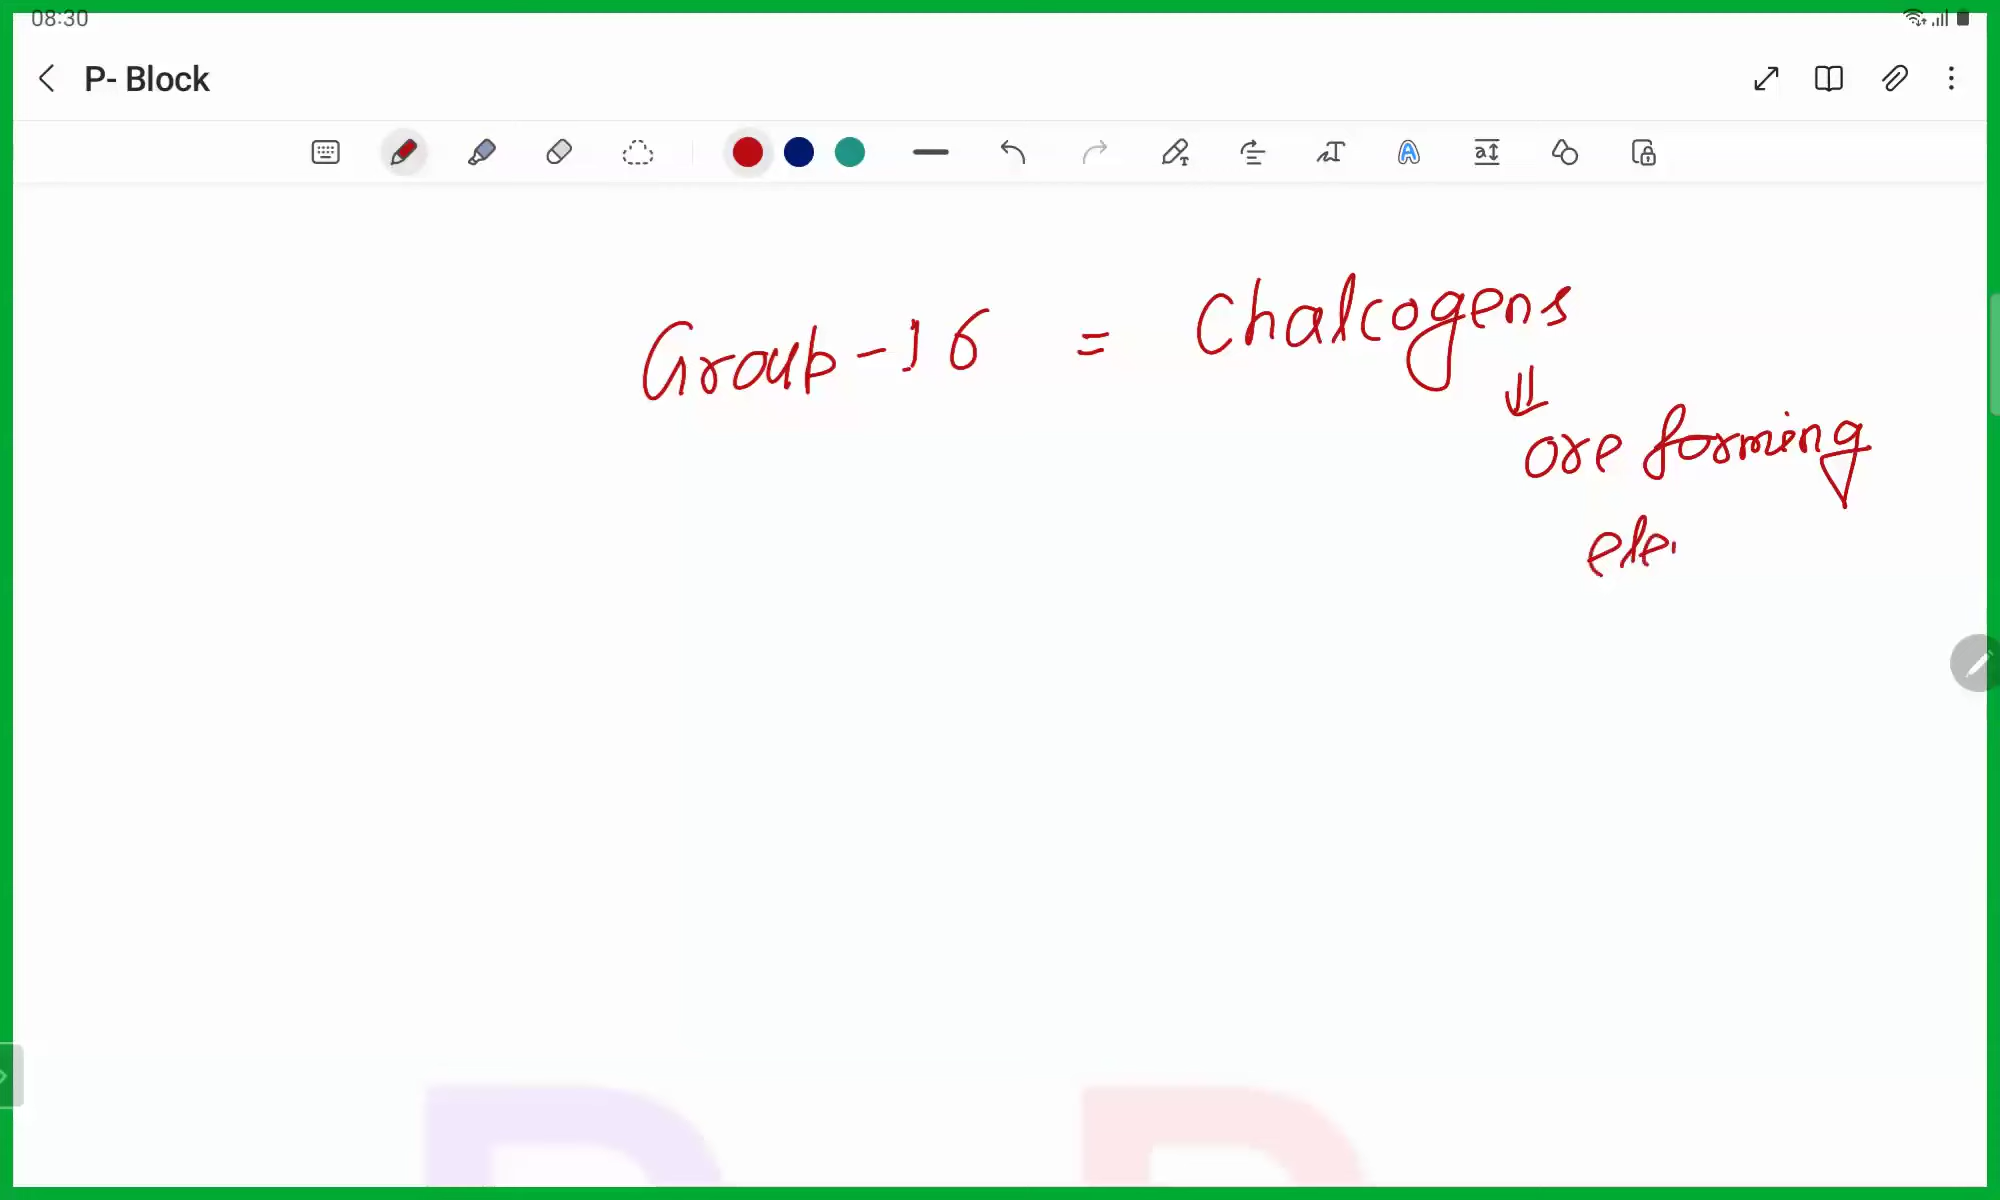 08:30
P- Block
Group-16 = Chalcogens
⇓
ore forming
ele